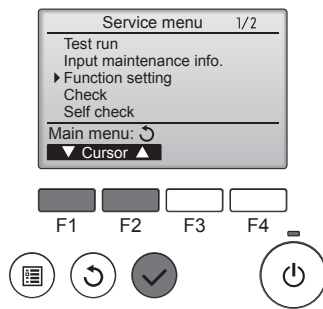 Service menu 1/2
Test run
Input maintenance info.
Function setting
Check
Self check
Main menu:
Cursor
F1 F2 F3 F4